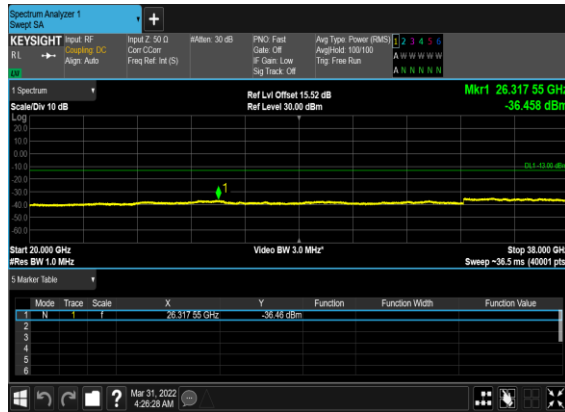 Spectrum Analyzer 1
Swept SA
KEYSIGHT Input: RF Input Z: 50 Ω #Atten: 30 dB PNO: Fast Avg Type: Power (RMS) 1 2 3 4 5 6
RL Coupling: DC Corr CCorr Gate: Off Avg|Hold: 100/100 A W W W W W
Align: Auto Freq Ref: Int (S) IF Gain: Low Trig: Free Run
Sig Track: Off A N N N N N
1 Spectrum Ref Lvl Offset 15.52 dB Mkr1 26.317 55 GHz
Scale/Div 10 dB Ref Level 30.00 dBm -36.458 dBm
Log
20.0
10.0
0.00
-10.0 DL1 -13.00 dBm
-20.0
-30.0 1
-40.0
-50.0
-60.0
Start 20.000 GHz Video BW 3.0 MHz* Stop 38.000 GHz
#Res BW 1.0 MHz Sweep ~36.5 ms (40001 pts)
5 Marker Table
Mode Trace Scale X Y Function Function Width Function Value
1 N 1 f 26.317 55 GHz -36.46 dBm
2
3
4
5
6
? Mar 31, 2022
4:26:28 AM